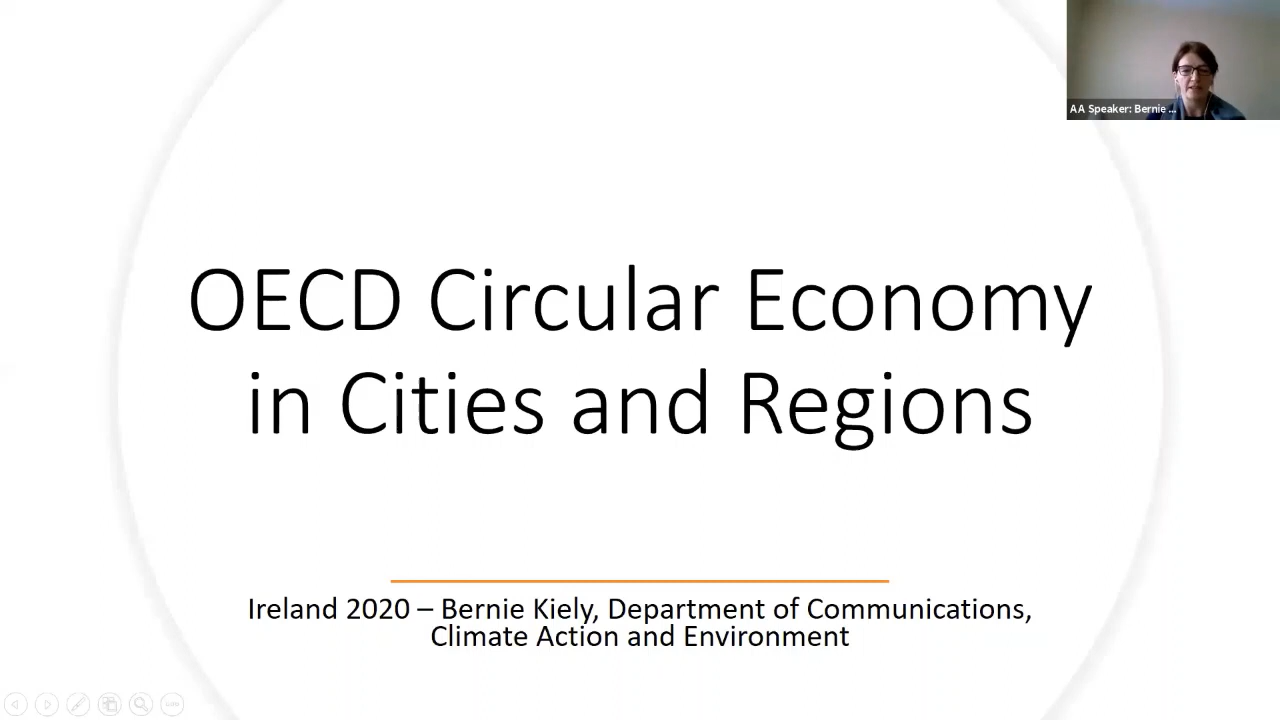 AA Speaker: Bernie ...
OECD Circular Economy
in Cities and Regions
Ireland 2020 – Bernie Kiely, Department of Communications,
Climate Action and Environment